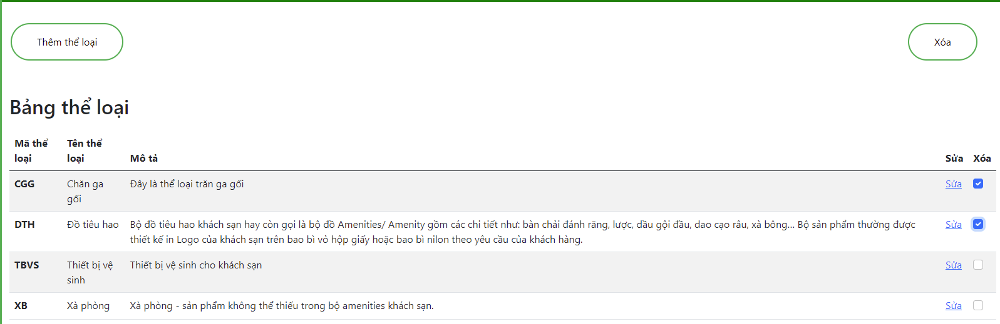 Thêm thể loại
Xóa
Bảng thể loại
Mã thể
loại
Tên thể
loại
Mô tả
Sửa
Xóa
CGG
Chăn ga
gối
Đây là thể loại trăn ga gối
Sửa
DTH
Đồ tiêu hao
Bộ đồ tiêu hao khách sạn hay còn gọi là bộ đồ Amenities/ Amenity gồm các chi tiết như: bàn chải đánh răng, lược, dầu gội đầu, dao cạo râu, xà bông... Bộ sản phẩm thường được
thiết kế in Logo của khách sạn trên bao bì vỏ hộp giấy hoặc bao bì nilon theo yêu cầu của khách hàng.
Sửa
TBVS
Thiết bị vệ
sinh
Thiết bị vệ sinh cho khách sạn
Sửa
XB
Xà phòng
Xà phòng - sản phẩm không thể thiếu trong bộ amenities khách sạn.
Sửa